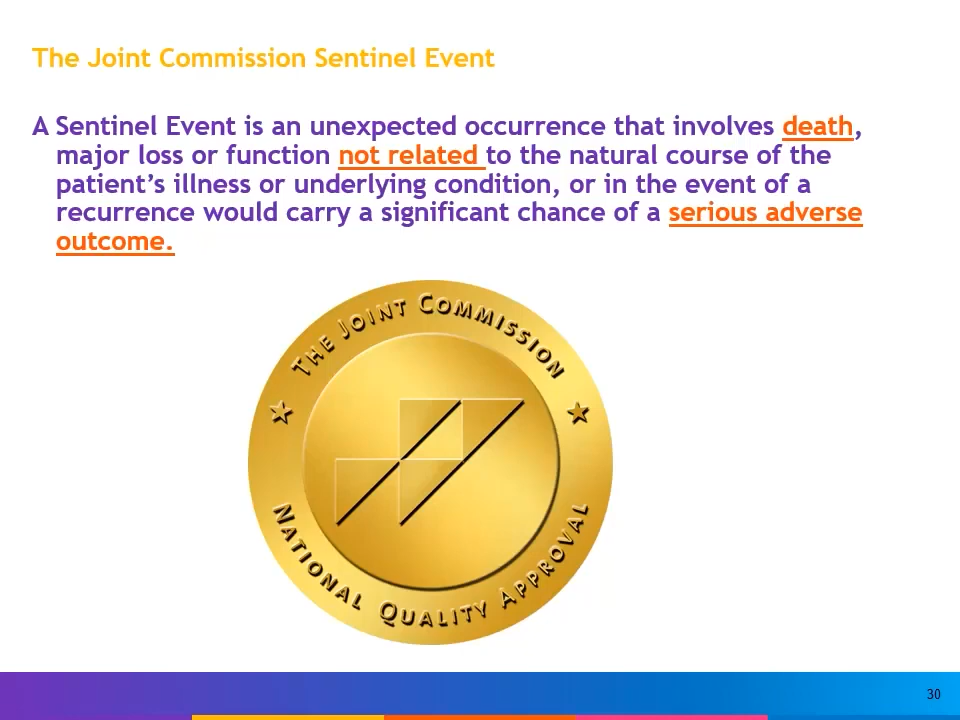 The Joint Commission Sentinel Event
A Sentinel Event is an unexpected occurrence that involves death,
major loss or function not related to the natural course of the
patient’s illness or underlying condition, or in the event of a
recurrence would carry a significant chance of a serious adverse
outcome.
THE JOINT COMMISSION
NATIONAL QUALITY APPROVAL
30